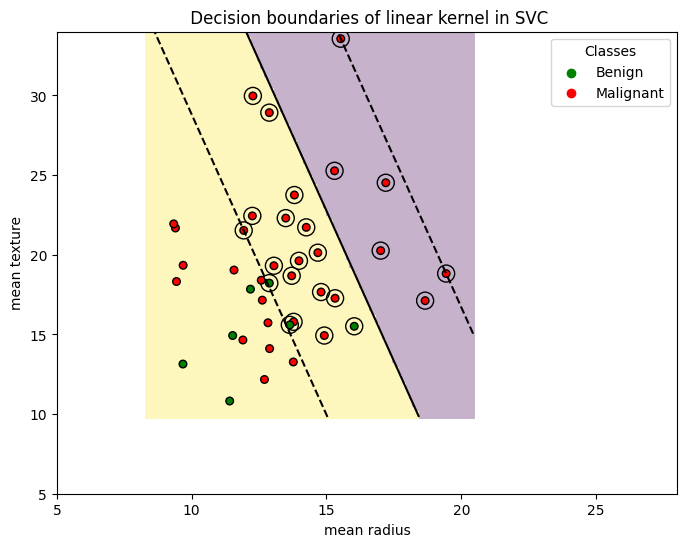 Decision boundaries of linear kernel in SVC
Classes
Benign
Malignant
mean texture
30
25
20
15
10
5
5 10 15 20 25
mean radius